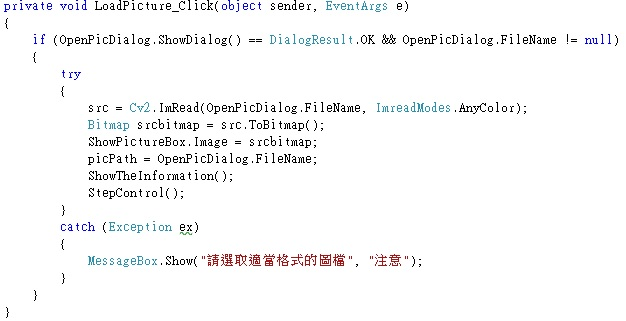 private void LoadPicture_Click(object sender, EventArgs e)
{
    if (OpenPicDialog.ShowDialog() == DialogResult.OK && OpenPicDialog.FileName != null)
    {
        try
        {
            src = Cv2.ImRead(OpenPicDialog.FileName, ImreadModes.AnyColor);
            Bitmap srcbitmap = src.ToBitmap();
            ShowPictureBox.Image = srcbitmap;
            picPath = OpenPicDialog.FileName;
            ShowTheInformation();
            StepControl();
        }
        catch (Exception ex)
        {
            MessageBox.Show("請選取適當格式的圖檔", "注意");
        }
    }
}